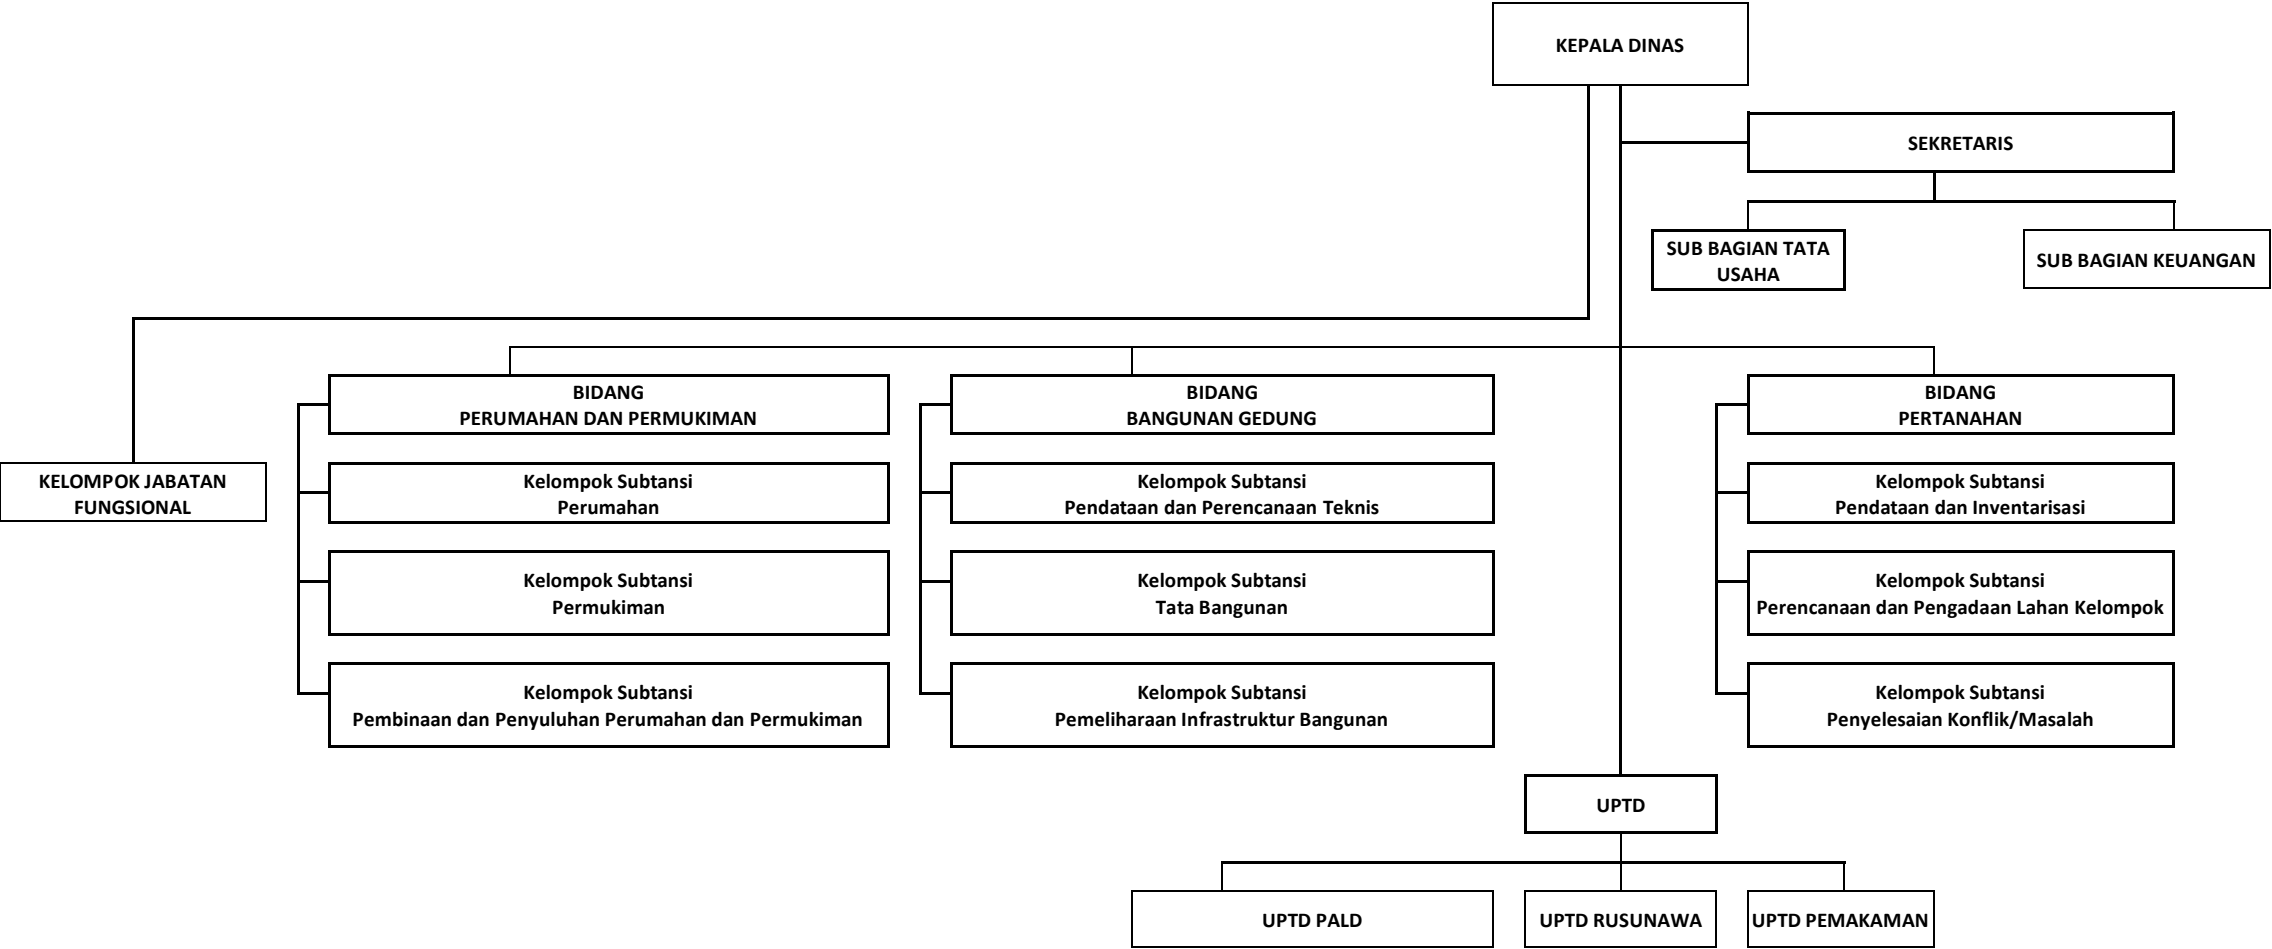 KEPALA DINAS
SEKRETARIS
SUB BAGIAN TATA
USAHA
SUB BAGIAN KEUANGAN
BIDANG
PERUMAHAN DAN PERMUKIMAN
BIDANG
BANGUNAN GEDUNG
BIDANG
PERTANAHAN
KELOMPOK JABATAN
FUNGSIONAL
Kelompok Subtansi
Perumahan
Kelompok Subtansi
Pendataan dan Perencanaan Teknis
Kelompok Subtansi
Pendataan dan Inventarisasi
Kelompok Subtansi
Permukiman
Kelompok Subtansi
Tata Bangunan
Kelompok Subtansi
Perencanaan dan Pengadaan Lahan Kelompok
Kelompok Subtansi
Pembinaan dan Penyuluhan Perumahan dan Permukiman
Kelompok Subtansi
Pemeliharaan Infrastruktur Bangunan
Kelompok Subtansi
Penyelesaian Konflik/Masalah
UPTD
UPTD PALD
UPTD RUSUNAWA
UPTD PEMAKAMAN